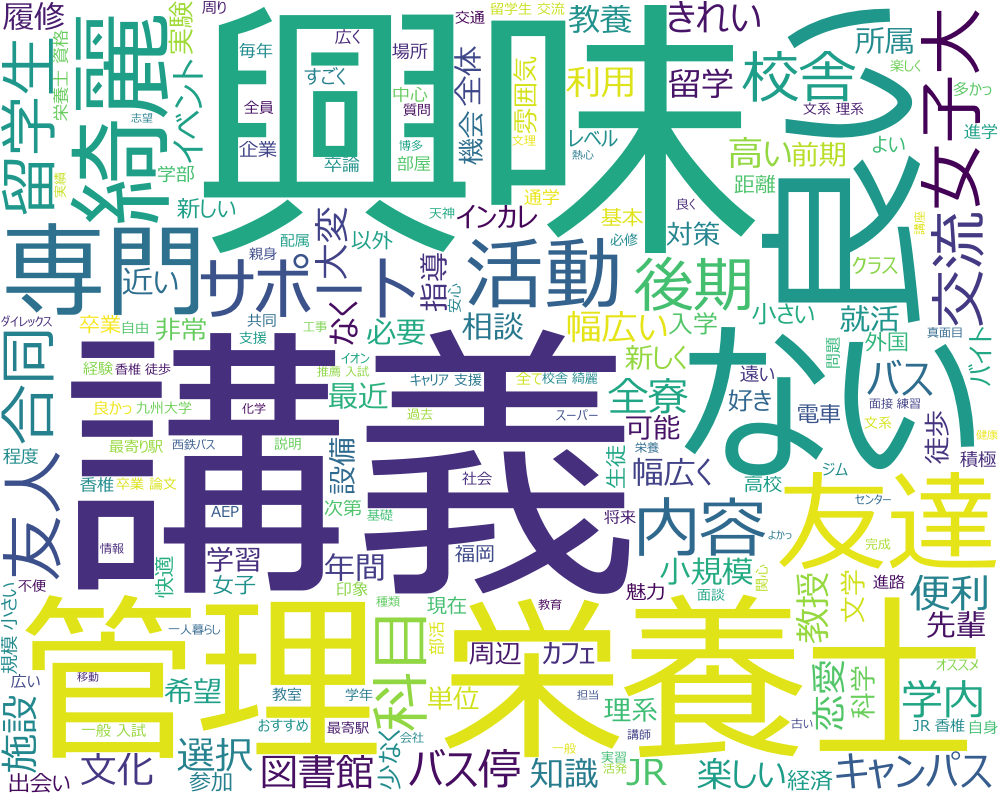 興味
講義
管理栄養士
良い
ない
綺麗
専門
サポート
活動
友達
内容
校舎
女子大
交流
留学生
合同
友人
科目
後期
履修
イベント
実験
栄養士 資格
周り
毎年
すごく
広く
場所
全員
中心
質問
志望
企業
卒論
博多
部屋
学部
新しい
実績
天神
親身
配属
以外
大変
機会
全体
雰囲気
交通
留学生 交流
教養
きれい
所属
利用
留学
レベル
文理
熱心
文系 理系
楽しく
多かっ
進学
高い
前期
よい
距離
通学
インカレ
基本
対策
必修
良く
講座
クラス
指導
安心
近い
ダイレックス
卒業
自由
非常
共同
支援
工事
なく
必要
相談
幅広い
入学
小さい
就活
外国
真面目
問題
バイト
経験
香椎 徒歩
イオン
推薦 入試
新しく
全て
校舎 綺麗
遠い
バス
面接 練習
良かっ
九州大学
化学
最近
キャリア 支援
過去
スーパー
全寮
好き
電車
文系
徒歩
健康
積極
最寄り駅
西鉄バス
説明
設備
程度
香椎
卒業 論文
AEP
次第
基礎
社会
栄養
生徒
可能
幅広く
高校
ジム
センター
将来
情報
学習
年間
福岡
小規模
よかっ
完成
不便
快適
女子
印象
魅力
面談
関心
教授
文学
進路
便利
先輩
規模 小さい
一人暮らし
種類
現在
教育
部活
周辺
カフェ
広い
移動
希望
教室
学年
単位
担当
理系
恋愛
科学
学内
オススメ
古い
JR 香椎
自身
施設
一般 入試
おすすめ
最寄駅
少なく
会社
一般
講師
出会い
文化
選択
参加
図書館
バス停
実習
活発
知識
JR
楽しい
経済
キャンパス